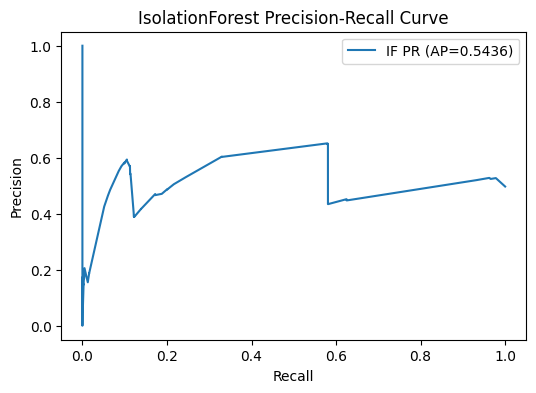 IsolationForest Precision-Recall Curve
IF PR (AP=0.5436)
Precision
1.0
0.8
0.6
0.4
0.2
0.0
0.0 0.2 0.4 0.6 0.8 1.0
Recall